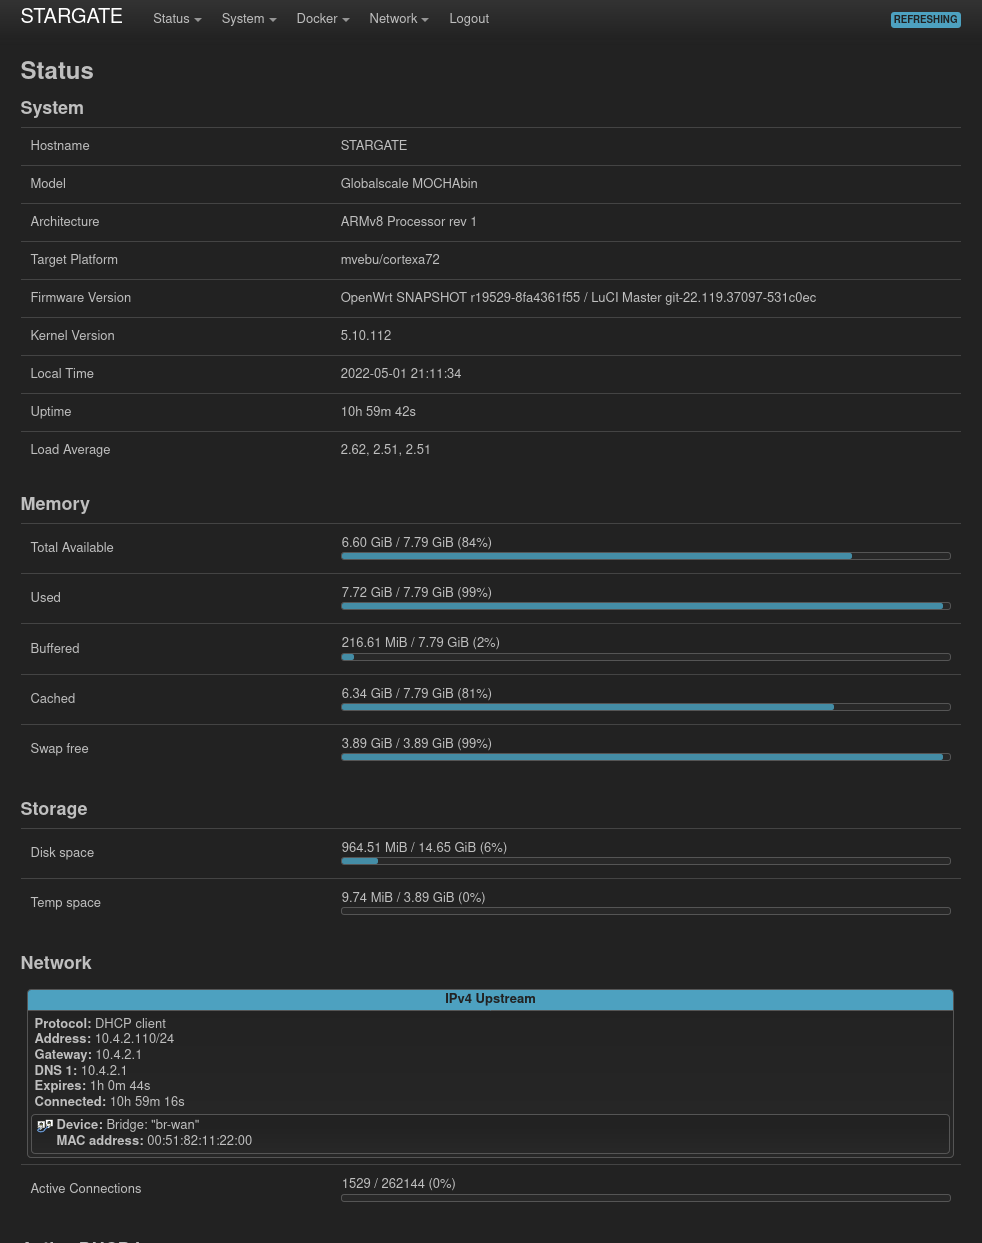 STARGATE Status System Docker Network Logout REFRESHING
Status
System
Hostname STARGATE
Model Globalscale MOCHAbin
Architecture ARMv8 Processor rev 1
Target Platform mvebu/cortexa72
Firmware Version OpenWrt SNAPSHOT r19529-8fa4361f55 / LuCI Master git-22.119.37097-531c0ec
Kernel Version 5.10.112
Local Time 2022-05-01 21:11:34
Uptime 10h 59m 42s
Load Average 2.62, 2.51, 2.51
Memory
Total Available 6.60 GiB / 7.79 GiB (84%)
Used 7.72 GiB / 7.79 GiB (99%)
Buffered 216.61 MiB / 7.79 GiB (2%)
Cached 6.34 GiB / 7.79 GiB (81%)
Swap free 3.89 GiB / 3.89 GiB (99%)
Storage
Disk space 964.51 MiB / 14.65 GiB (6%)
Temp space 9.74 MiB / 3.89 GiB (0%)
Network
IPv4 Upstream
Protocol: DHCP client
Address: 10.4.2.110/24
Gateway: 10.4.2.1
DNS 1: 10.4.2.1
Expires: 1h 0m 44s
Connected: 10h 59m 16s
Device: Bridge: "br-wan"
MAC address: 00:51:82:11:22:00
Active Connections 1529 / 262144 (0%)